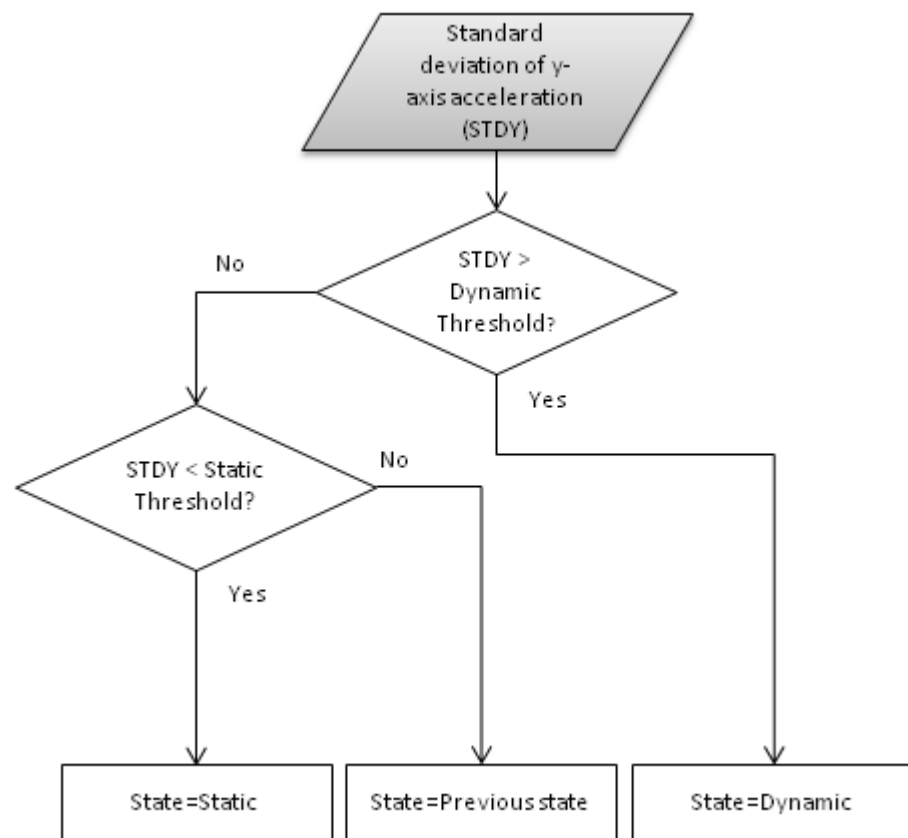 Standard
deviation of y-
axis acceleration
(STDY)
STDY >
Dynamic
Threshold?
No
Yes
STDY < Static
Threshold?
No
Yes
State=Static
State=Previous state
State=Dynamic